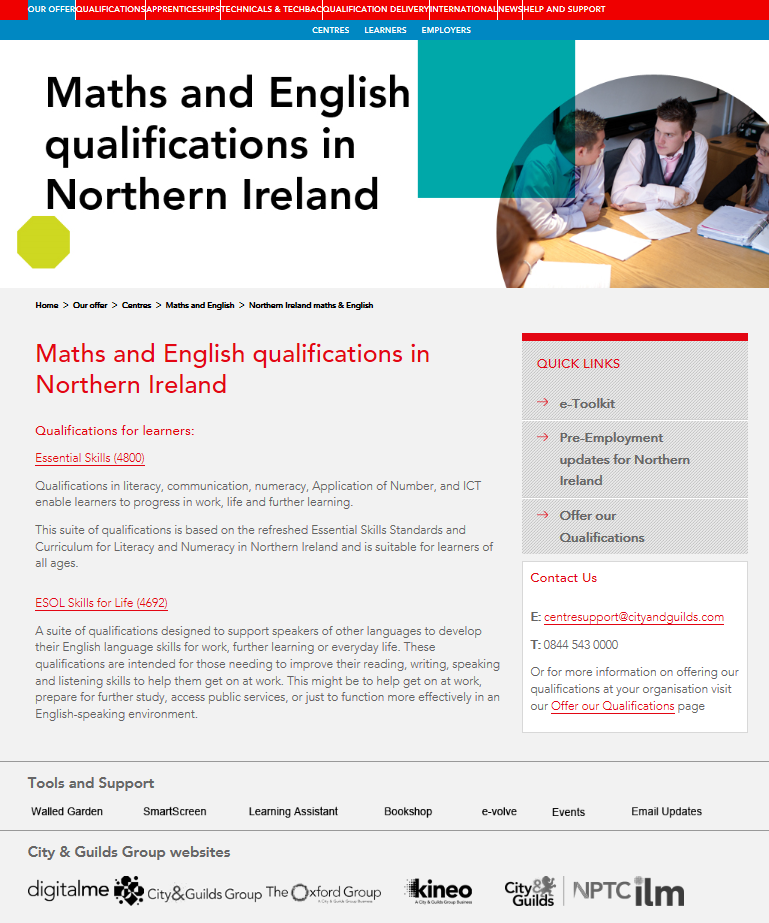 OUR OFFER QUALIFICATIONS APPRENTICESHIPS TECHNICALS & TECHBAC QUALIFICATION DELIVERY INTERNATIONAL NEWS HELP AND SUPPORT
CENTRES LEARNERS EMPLOYERS
Maths and English
qualifications in
Northern Ireland
Home > Our offer > Centres > Maths and English > Northern Ireland maths & English
Maths and English qualifications in
Northern Ireland
Qualifications for learners:
Essential Skills (4800)
Qualifications in literacy, communication, numeracy, Application of Number, and ICT
enable learners to progress in work, life and further learning.
This suite of qualifications is based on the refreshed Essential Skills Standards and
Curriculum for Literacy and Numeracy in Northern Ireland and is suitable for learners of
all ages.
ESOL Skills for Life (4692)
A suite of qualifications designed to support speakers of other languages to develop
their English language skills for work, further learning or everyday life. These
qualifications are intended for those needing to improve their reading, writing, speaking
and listening skills to help them get on at work. This might be to help get on at work,
prepare for further study, access public services, or just to function more effectively in an
English-speaking environment.
QUICK LINKS
→ e-Toolkit
→ Pre-Employment
updates for Northern
Ireland
→ Offer our
Qualifications
Contact Us
E: centresupport@cityandguilds.com
T: 0844 543 0000
Or for more information on offering our
qualifications at your organisation visit
our Offer our Qualifications page
Tools and Support
Walled Garden SmartScreen Learning Assistant Bookshop e-volve Events Email Updates
City & Guilds Group websites
digitalme City&Guilds Group The Oxford Group kineo City& Guilds NPTC ilm
A City & Guilds Group Business A City & Guilds Group Business